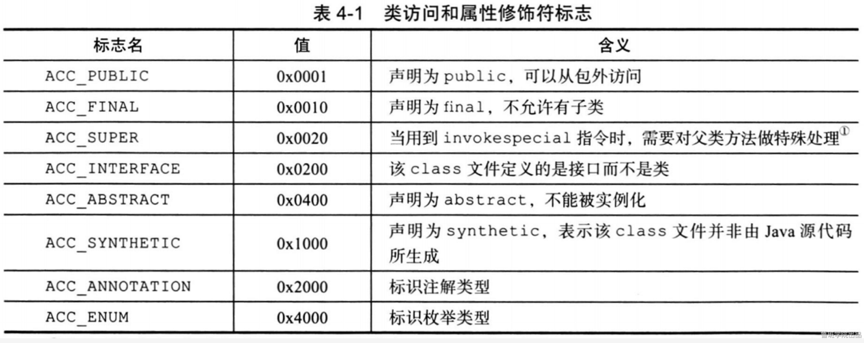 表 4-1 类访问和属性修饰符标志
标志名 值 含义
ACC_PUBLIC 0x0001 声明为 public，可以从包外访问
ACC_FINAL 0x0010 声明为 final，不允许有子类
ACC_SUPER 0x0020 当用到 invokespecial 指令时，需要对父类方法做特殊处理①
ACC_INTERFACE 0x0200 该 class 文件定义的是接口而不是类
ACC_ABSTRACT 0x0400 声明为 abstract，不能被实例化
ACC_SYNTHETIC 0x1000 声明为 synthetic，表示该 class 文件并非由 Java 源代码
所生成
ACC_ANNOTATION 0x2000 标识注解类型
ACC_ENUM 0x4000 标识枚举类型